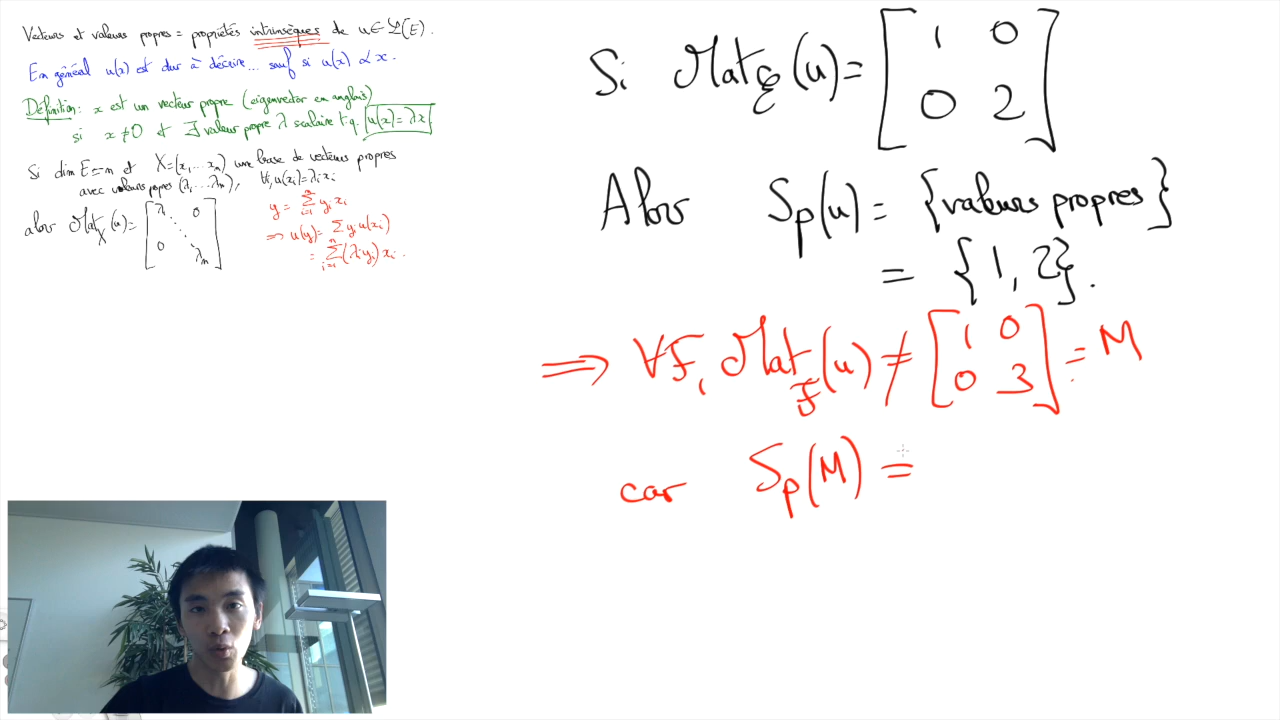 Vecteurs et valeurs propres = propriétés intrinsèques de u ∈ ℒ(E).
En général u(x) est dur à décrire... sauf si u(x) ∝ x.
Définition: x est un vecteur propre (eigenvector en anglais)
si x ≠ 0 et ∃ valeur propre λ scalaire t.q. u(x) = λx
Si dim E = n et X = (x₁ ... xₙ) une base de vecteurs propres
avec valeurs propres (λ₁ ... λₙ), ∀i, u(xᵢ) = λᵢxᵢ
alors Mat_X(u) = [λ₁ ⋱ 0 0 ⋱ λₙ]
y = Σᵢ₌₁ⁿ yᵢ xᵢ
⇒ u(y) = Σ yᵢ u(xᵢ)
= Σᵢ₌₁ⁿ (λᵢyᵢ) xᵢ.
Si Mat_ℰ(u) = [1 0
0 2]
Alors Sp(u) = {valeurs propres}
= {1, 2}.
⇒ ∀F, Mat_F(u) ≠ [1 0
0 3] =: M
car Sp(M) =